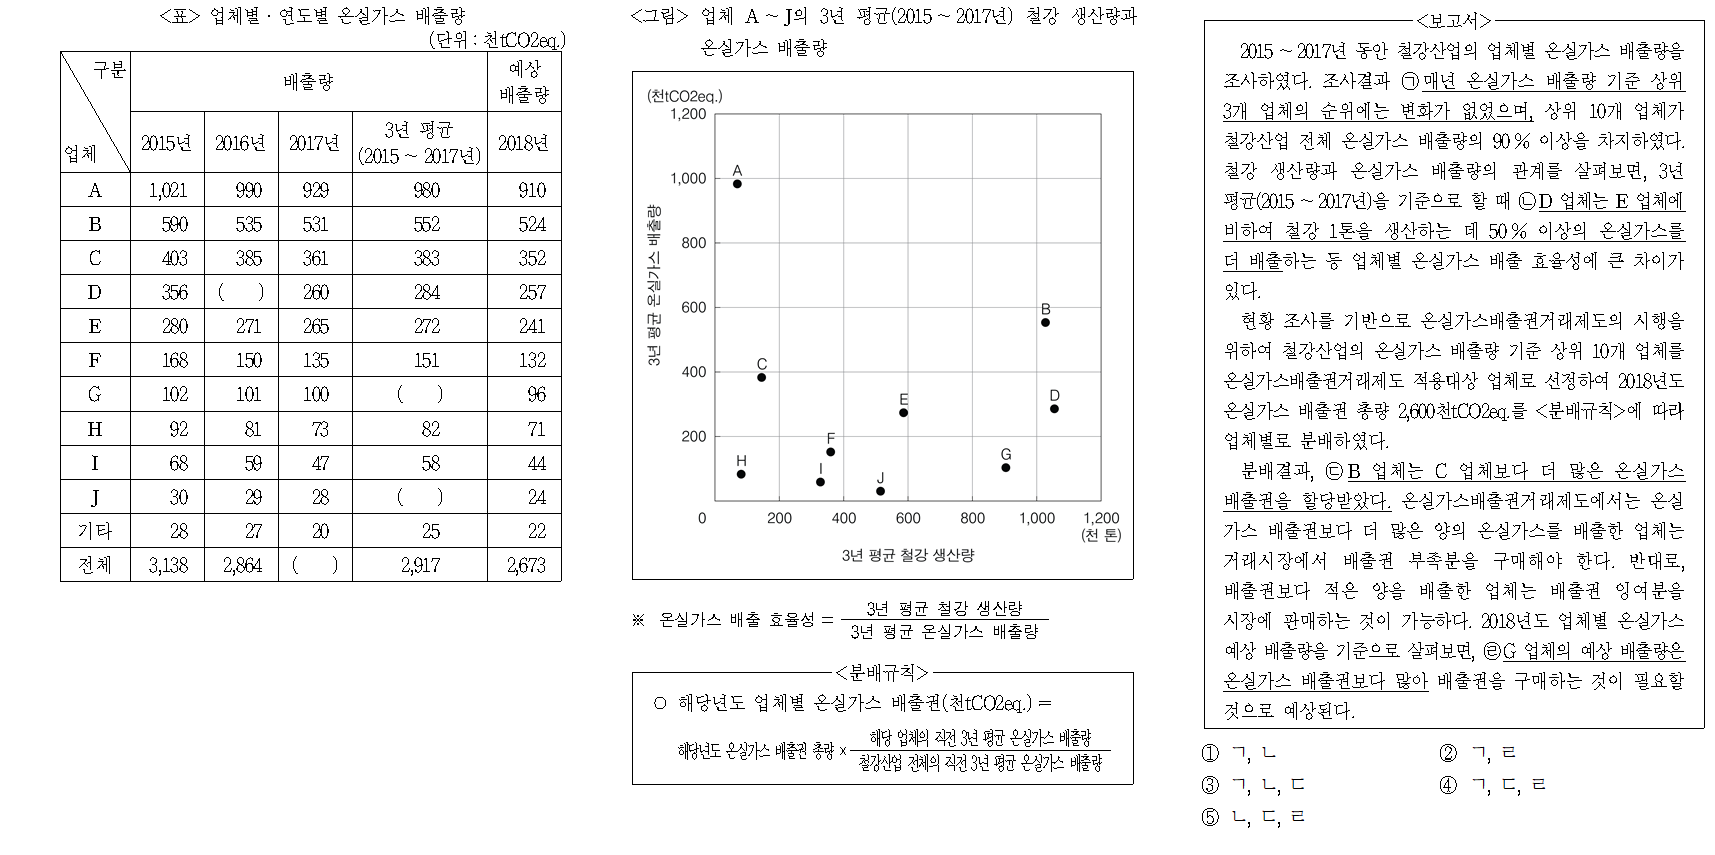 <표> 업체별·연도별 온실가스 배출량
(단위 : 천tCO2eq.)
구분
업체
배출량
예상
배출량
2015년 2016년 2017년 3년 평균 (2015~2017년) 2018년
A 1,021 990 929 980 910
B 590 535 531 552 524
C 403 385 361 383 352
D 356 ( ) 260 284 257
E 280 271 265 272 241
F 168 150 135 151 132
G 102 101 100 ( ) 96
H 92 81 73 82 71
I 68 59 47 58 44
J 30 29 28 ( ) 24
기타 28 27 20 25 22
전체 3,138 2,864 ( ) 2,917 2,673
<그림> 업체 A~J의 3년 평균(2015~2017년) 철강 생산량과
온실가스 배출량
(천tCO2eq.)
1,200
1,000
800
600
400
200
3년 평균 온실가스 배출량
A
B
C
D
E
F
G
H
I
J
0 200 400 600 800 1,000 1,200
(천 톤)
3년 평균 철강 생산량
※ 온실가스 배출 효율성 = 3년 평균 철강 생산량
3년 평균 온실가스 배출량
<분배규칙>
○ 해당년도 업체별 온실가스 배출권(천tCO2eq.) =
해당년도 온실가스 배출권 총량 × 해당 업체의 직전 3년 평균 온실가스 배출량
철강산업 전체의 직전 3년 평균 온실가스 배출량
<보고서>
2015~2017년 동안 철강산업의 업체별 온실가스 배출량을
조사하였다. 조사결과 ㉠매년 온실가스 배출량 기준 상위
3개 업체의 순위에는 변화가 없었으며, 상위 10개 업체가
철강산업 전체 온실가스 배출량의 90% 이상을 차지하였다.
철강 생산량과 온실가스 배출량의 관계를 살펴보면, 3년
평균(2015~2017년)을 기준으로 할 때 ㉡D 업체는 E 업체에
비하여 철강 1톤을 생산하는 데 50% 이상의 온실가스를
더 배출하는 등 업체별 온실가스 배출 효율성에 큰 차이가
있다.
현황 조사를 기반으로 온실가스배출권거래제도의 시행을
위하여 철강산업의 온실가스 배출량 기준 상위 10개 업체를
온실가스배출권거래제도 적용대상 업체로 선정하여 2018년도
온실가스 배출권 총량 2,600천tCO2eq.를 <분배규칙>에 따라
업체별로 분배하였다.
분배결과, ㉢B 업체는 C 업체보다 더 많은 온실가스
배출권을 할당받았다. 온실가스배출권거래제도에서는 온실
가스 배출권보다 더 많은 양의 온실가스를 배출한 업체는
거래시장에서 배출권 부족분을 구매해야 한다. 반대로,
배출권보다 적은 양을 배출한 업체는 배출권 잉여분을
시장에 판매하는 것이 가능하다. 2018년도 업체별 온실가스
예상 배출량을 기준으로 살펴보면, ㉣G 업체의 예상 배출량은
온실가스 배출권보다 많아 배출권을 구매하는 것이 필요할
것으로 예상된다.
① ㄱ, ㄴ ② ㄱ, ㄹ
③ ㄱ, ㄴ, ㄷ ④ ㄱ, ㄷ, ㄹ
⑤ ㄴ, ㄷ, ㄹ